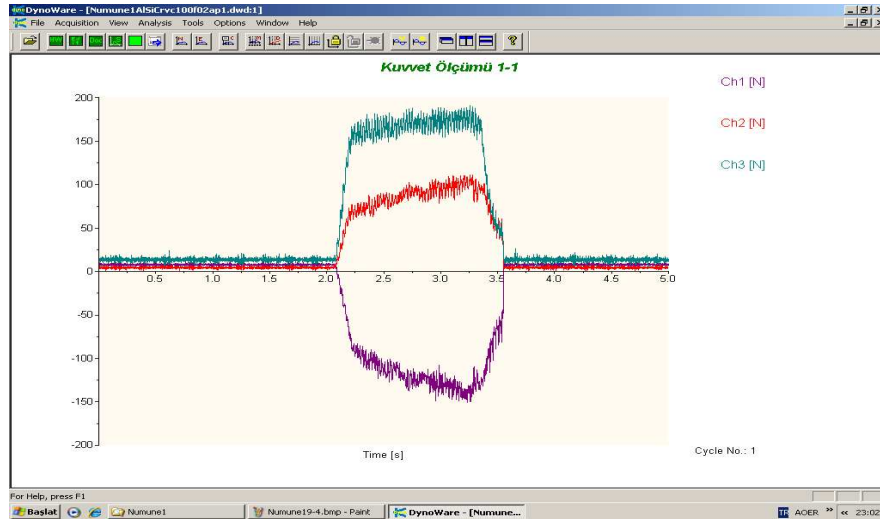 DynoWare - [Numune1AlSiCrvc100f02ap1.dwd:1]
File Acquisition View Analysis Tools Options Window Help
Kuvvet Ölçümü 1-1
Ch1 [N]
Ch2 [N]
Ch3 [N]
200
150
100
50
0
-50
-100
-150
-200
0.5 1.0 1.5 2.0 2.5 3.0 3.5 4.0 4.5 5.0
Time [s]
Cycle No.: 1
For Help, press F1
Başlat Numune1 Numune19-4.bmp - Paint DynoWare - [Numune... TR AOER 23:02